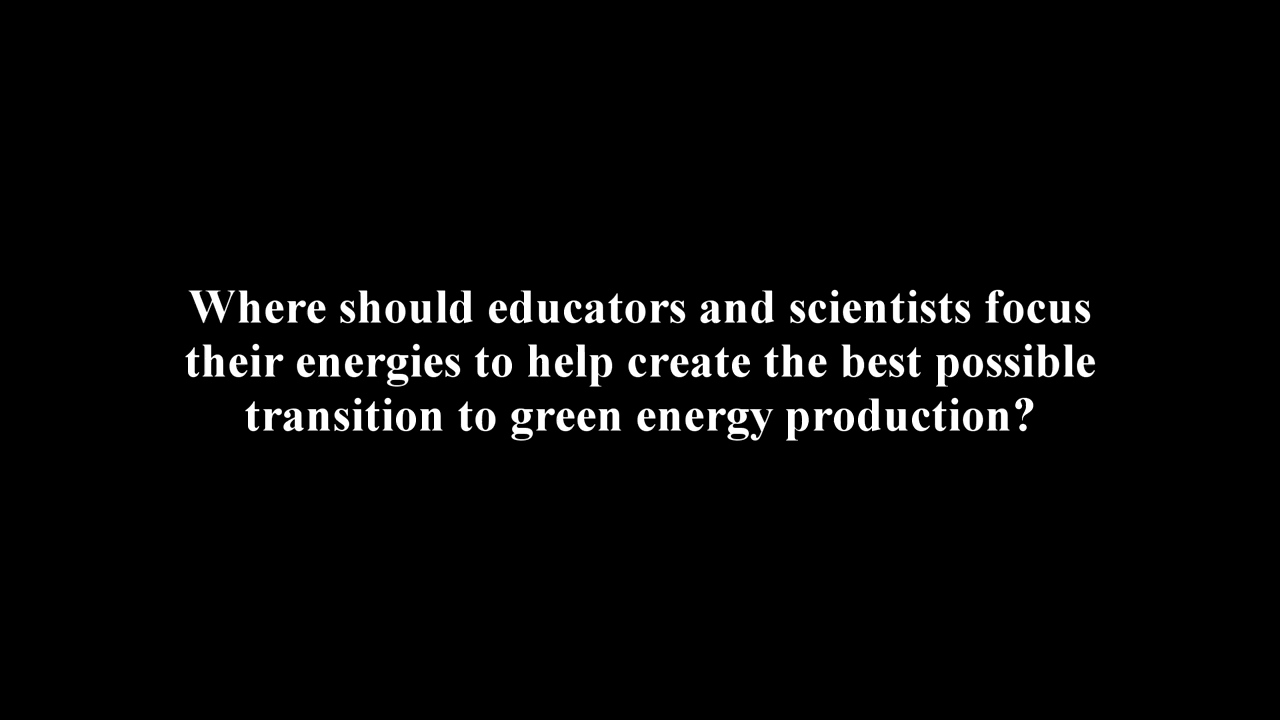 Where should educators and scientists focus
their energies to help create the best possible
transition to green energy production?